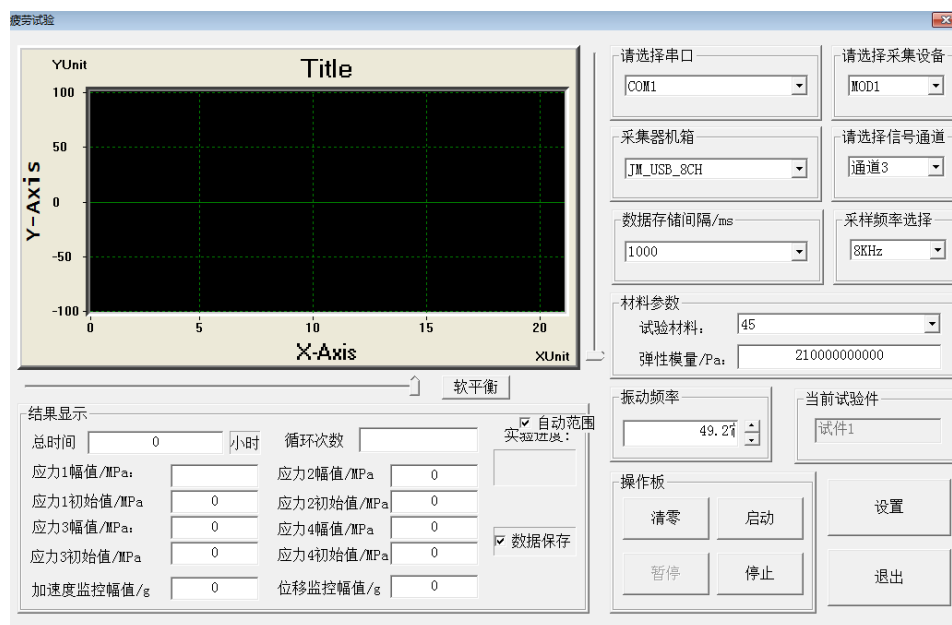 疲劳试验
YUnit
Title
100
50
0
-50
-100
Y-Axis
0
5
10
15
20
X-Axis
XUnit
软平衡
请选择串口
COM1
请选择采集设备
MOD1
采集器机箱
JM_USB_8CH
请选择信号通道
通道3
数据存储间隔/ms
1000
采样频率选择
8KHz
材料参数
试验材料:
45
弹性模量/Pa:
210000000000
振动频率
49.27
当前试验件
试件1
操作板
清零
启动
暂停
停止
设置
退出
结果显示
自动范围
总时间
0
小时
循环次数
实验进度:
应力1幅值/MPa:
应力2幅值/MPa
0
应力1初始值/MPa
0
应力2初始值/MPa
0
应力3幅值/MPa:
0
应力4幅值/MPa
0
应力3初始值/MPa
0
应力4初始值/MPa
0
数据保存
加速度监控幅值/g
0
位移监控幅值/g
0